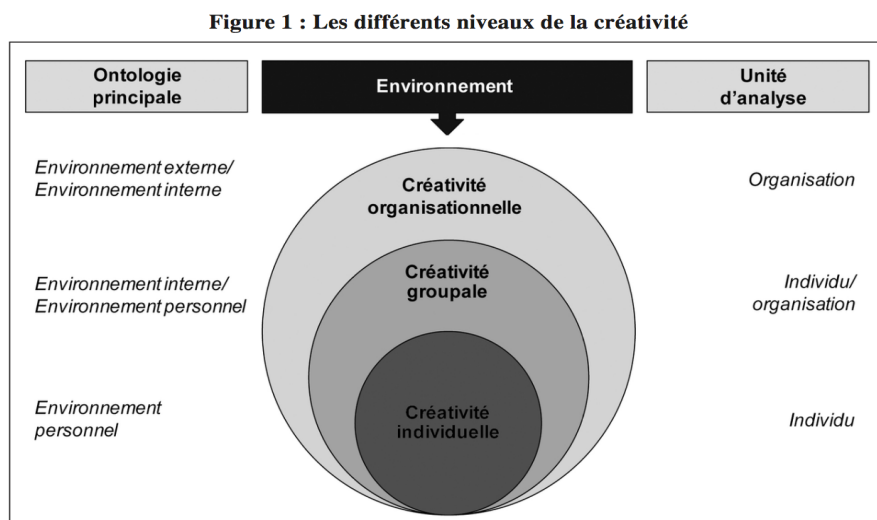 Figure 1 : Les différents niveaux de la créativité
Ontologie
principale
Environnement
Unité
d'analyse
Environnement externe/
Environnement interne
Créativité
organisationnelle
Organisation
Environnement interne/
Environnement personnel
Créativité
groupale
Individu/
organisation
Environnement
personnel
Créativité
individuelle
Individu